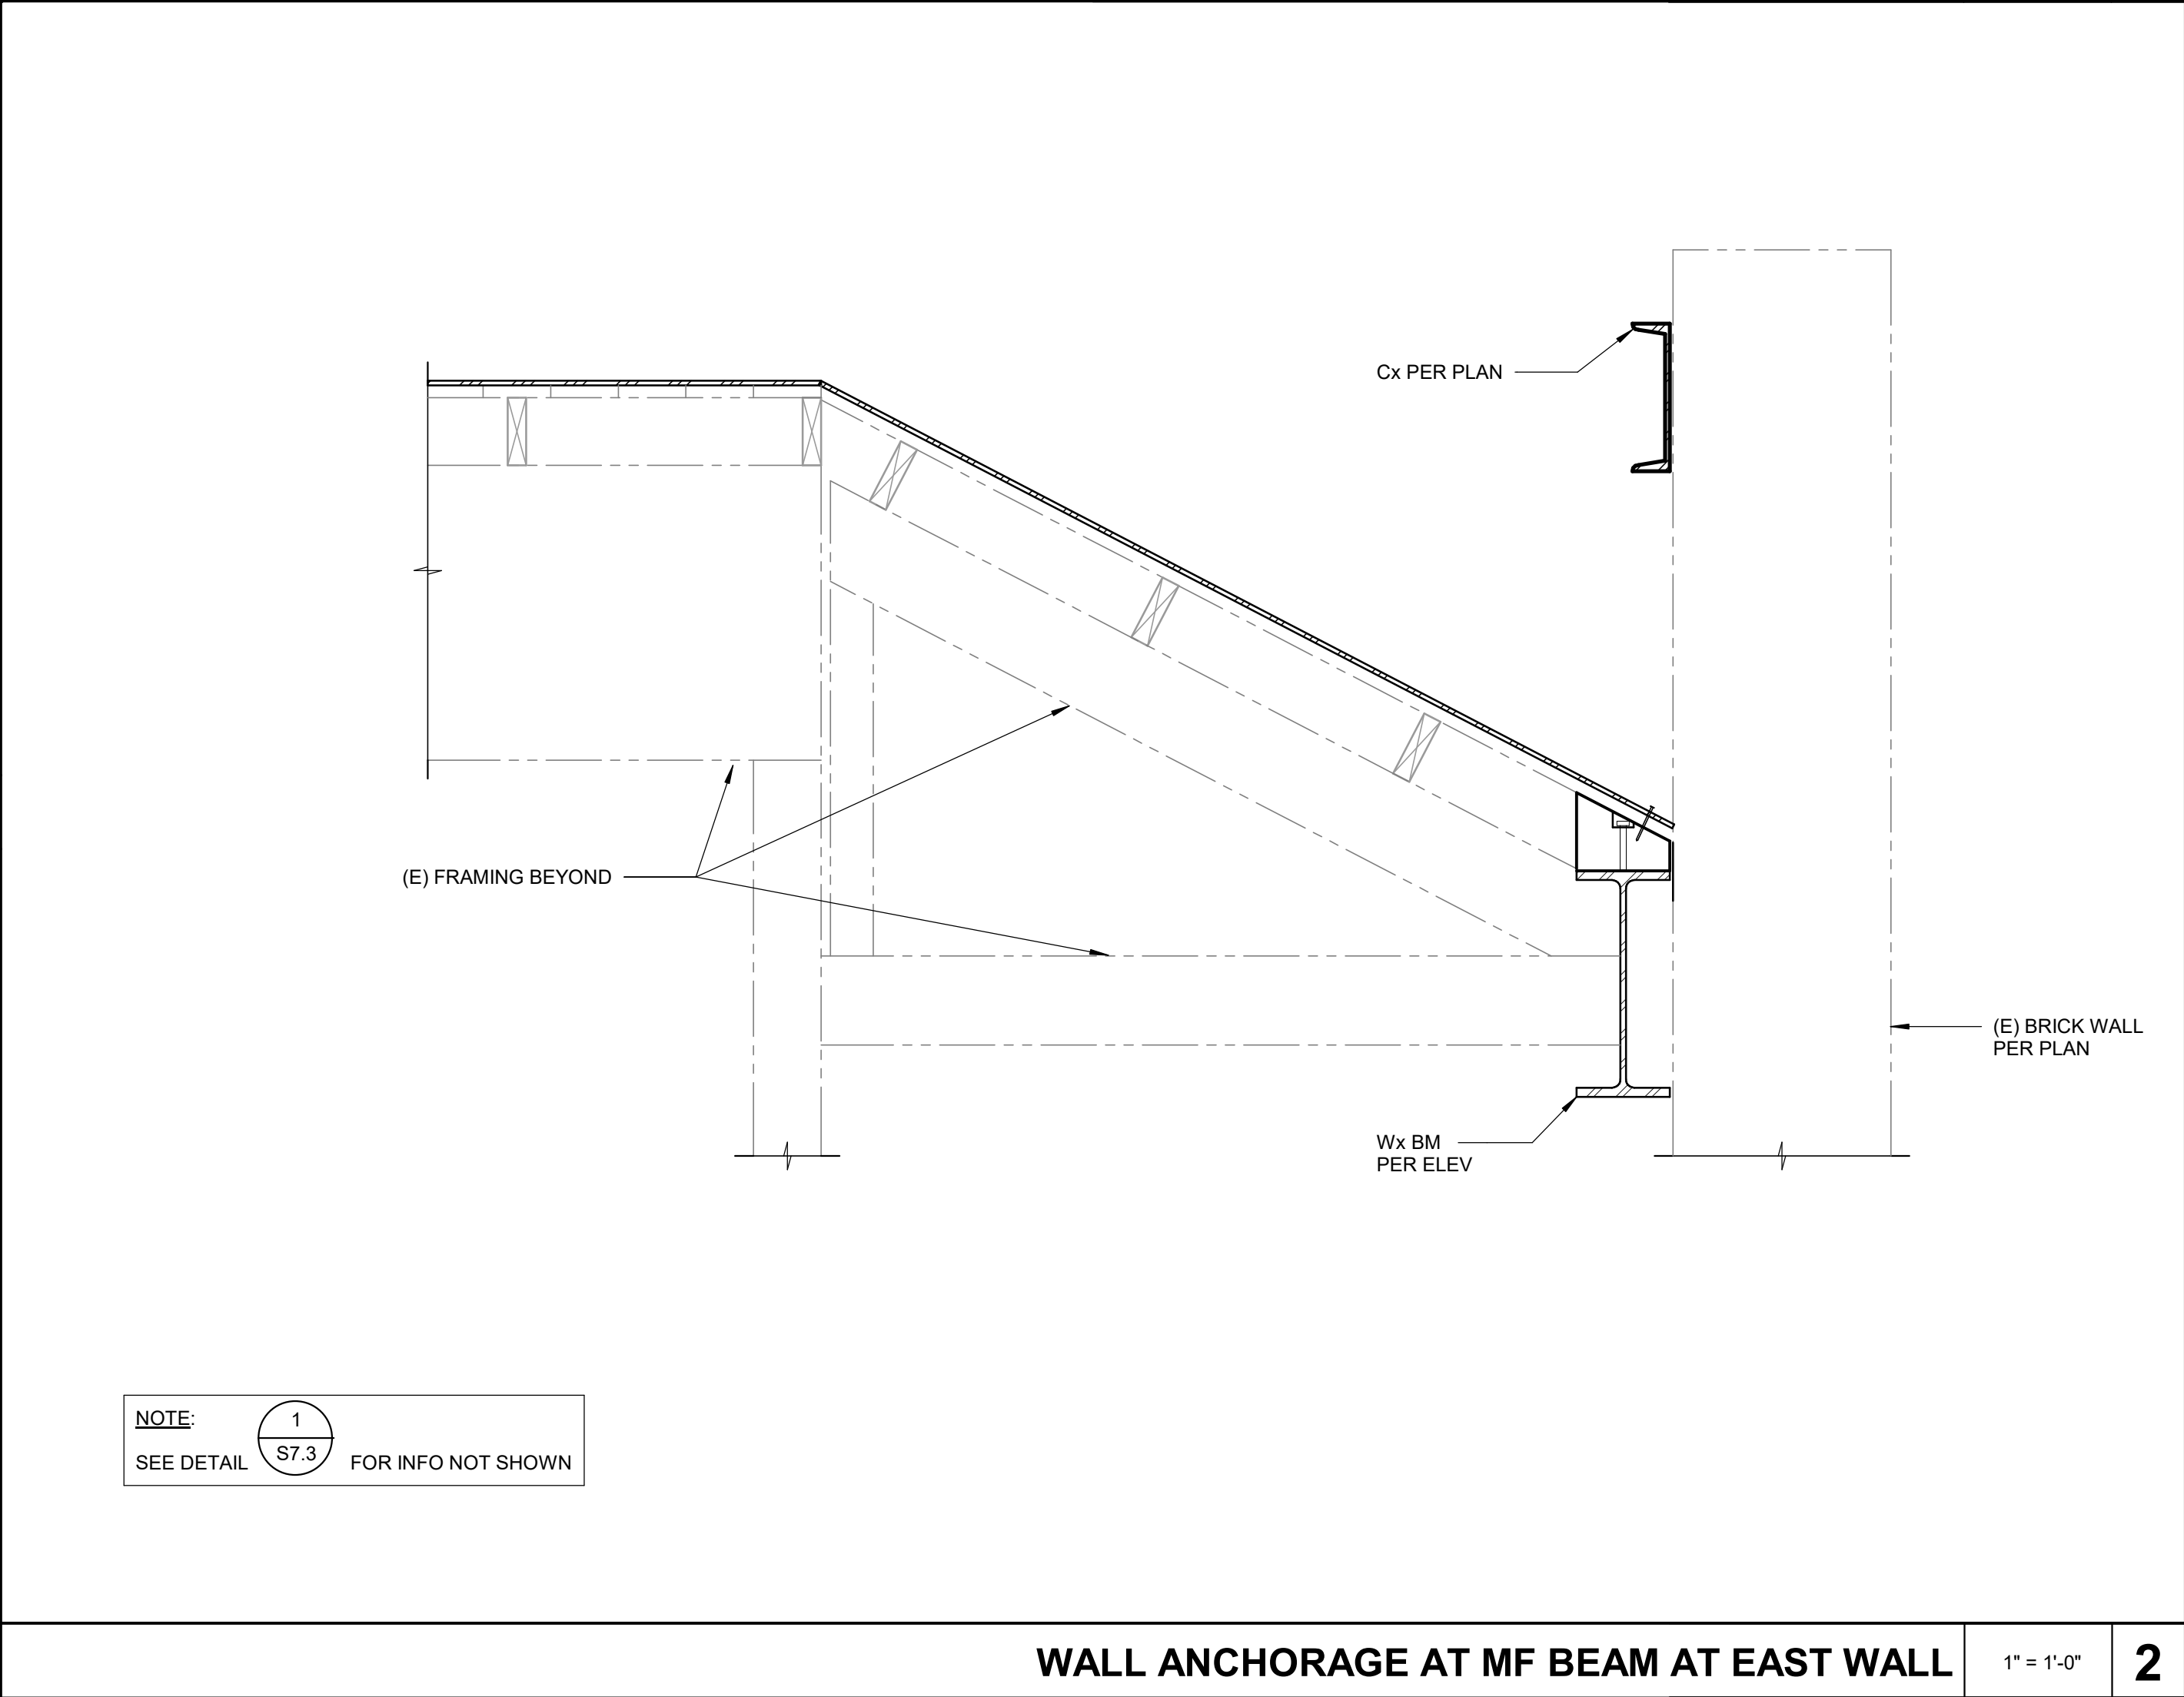 Cx PER PLAN
(E) FRAMING BEYOND
(E) BRICK WALL
PER PLAN
Wx BM
PER ELEV
NOTE:
1
S7.3
SEE DETAIL FOR INFO NOT SHOWN
WALL ANCHORAGE AT MF BEAM AT EAST WALL
1" = 1'-0"
2